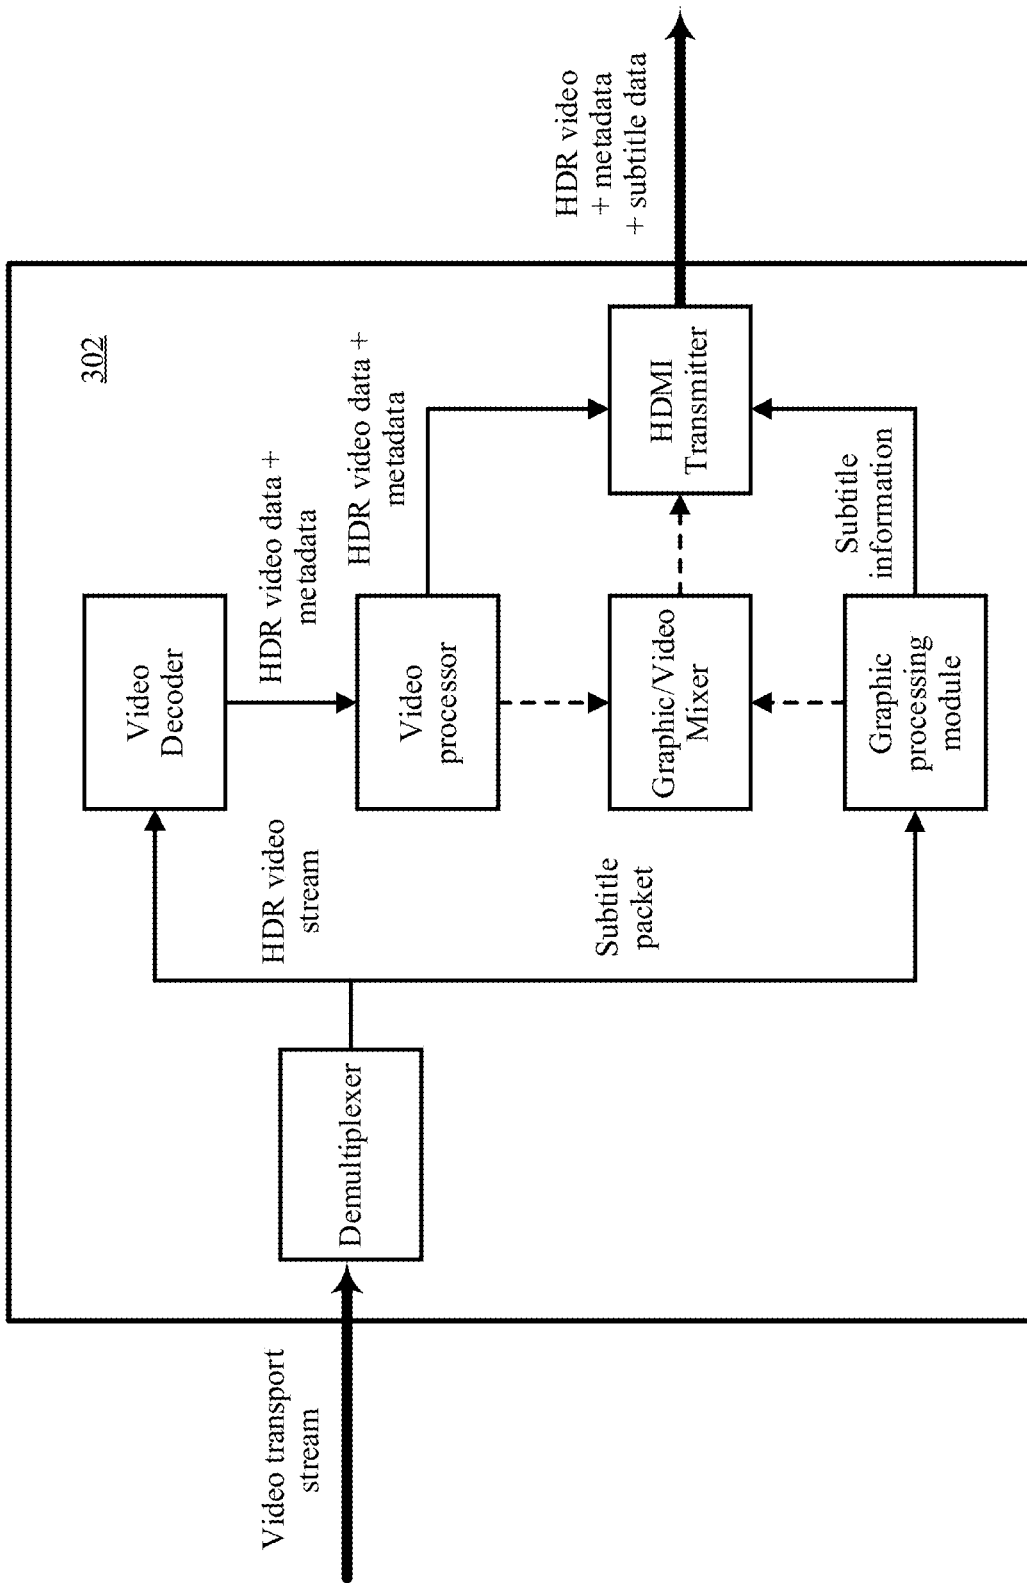 302
Video transport
stream
Demultiplexer
HDR video
stream
Subtitle
packet
Video
Decoder
HDR video data +
metadata
Video
processor
HDR video data +
metadata
Graphic/Video
Mixer
Graphic
processing
module
Subtitle
information
HDMI
Transmitter
HDR video
+ metadata
+ subtitle data